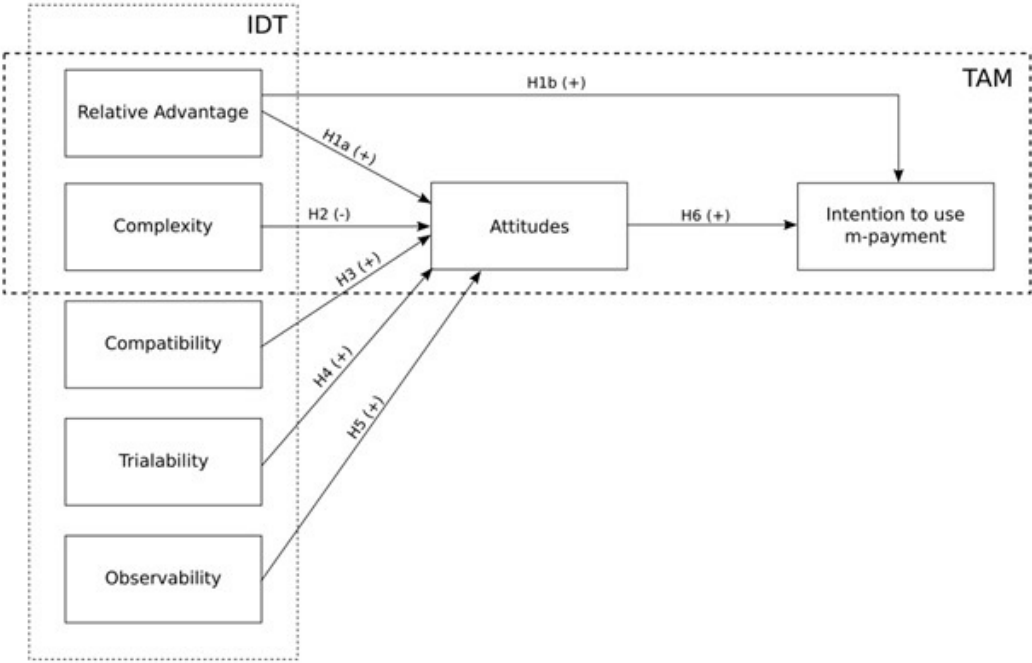 IDT
TAM
H1b (+)
Relative Advantage
H1a (+)
Complexity
H2 (-)
Attitudes
H6 (+)
Intention to use
m-payment
H3 (+)
Compatibility
H4 (+)
Trialability
H5 (+)
Observability